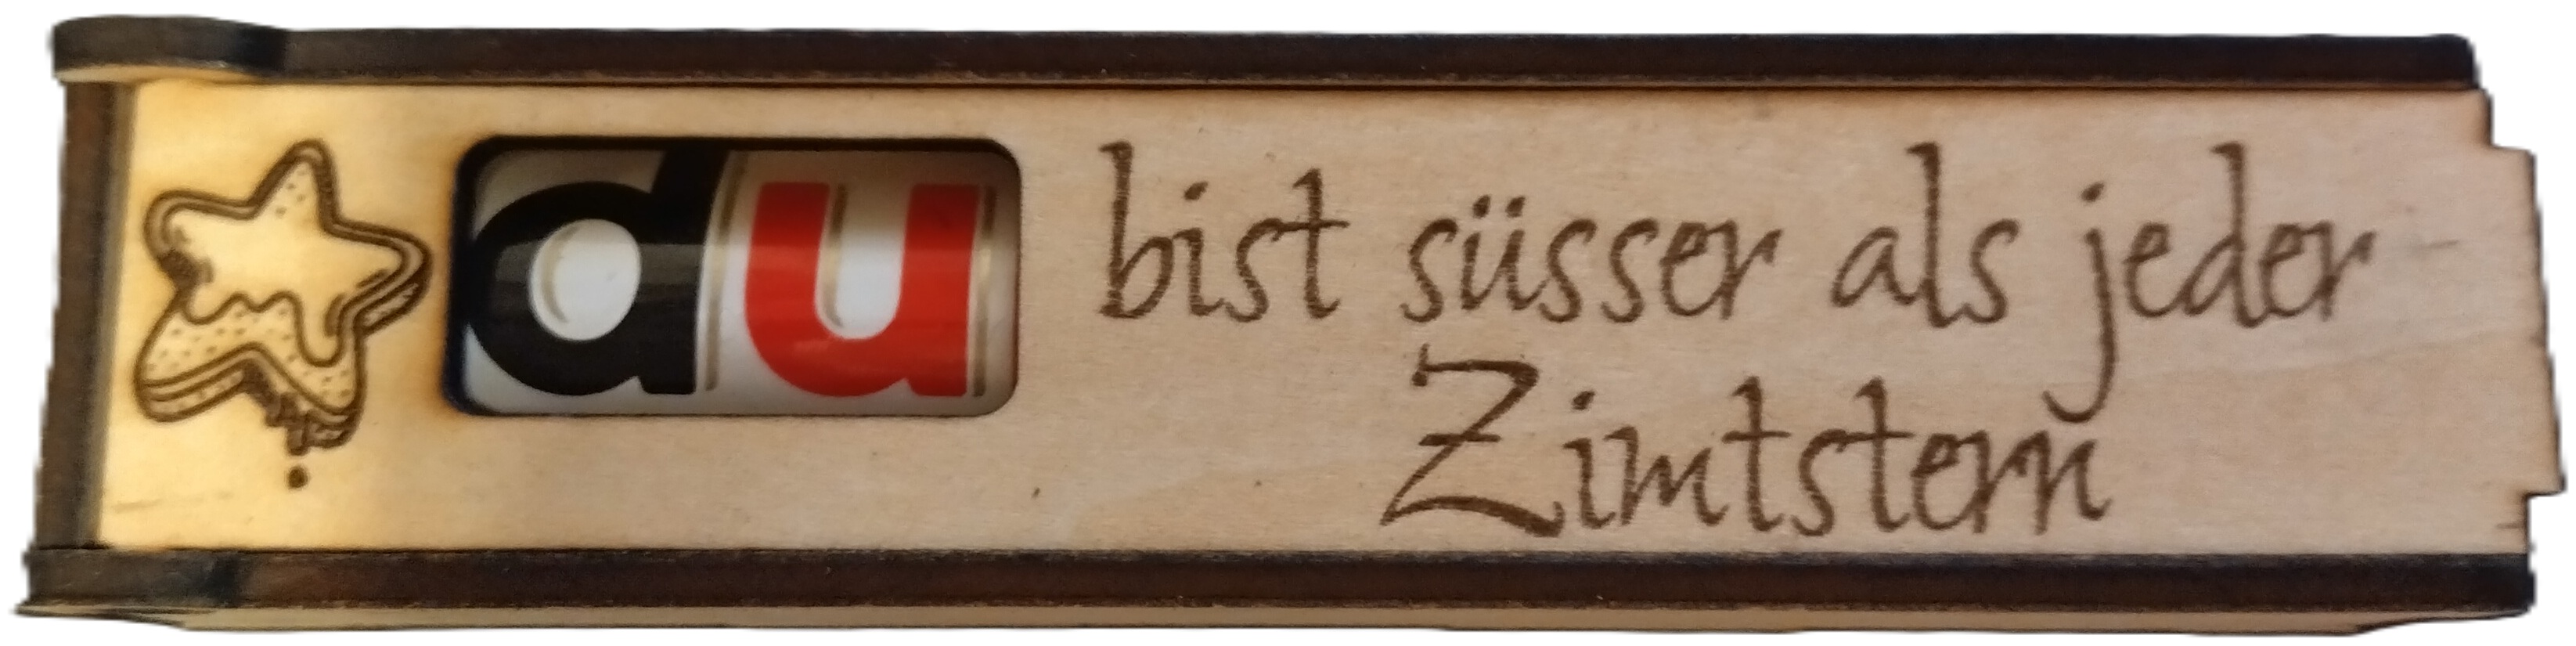 du bist süsser als jeder
Zimtstern